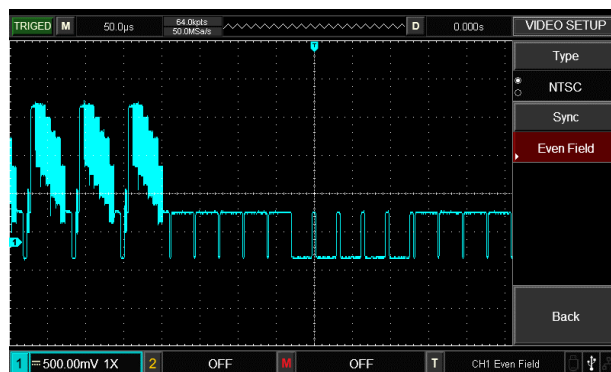 TRIGED M 50.0μs 64.0kpts D 0.000s VIDEO SETUP
50.0MSa/s
T
Type
NTSC
Sync
Even Field
1
Back
1 500.00mV 1X 2 OFF M OFF T CH1 Even Field